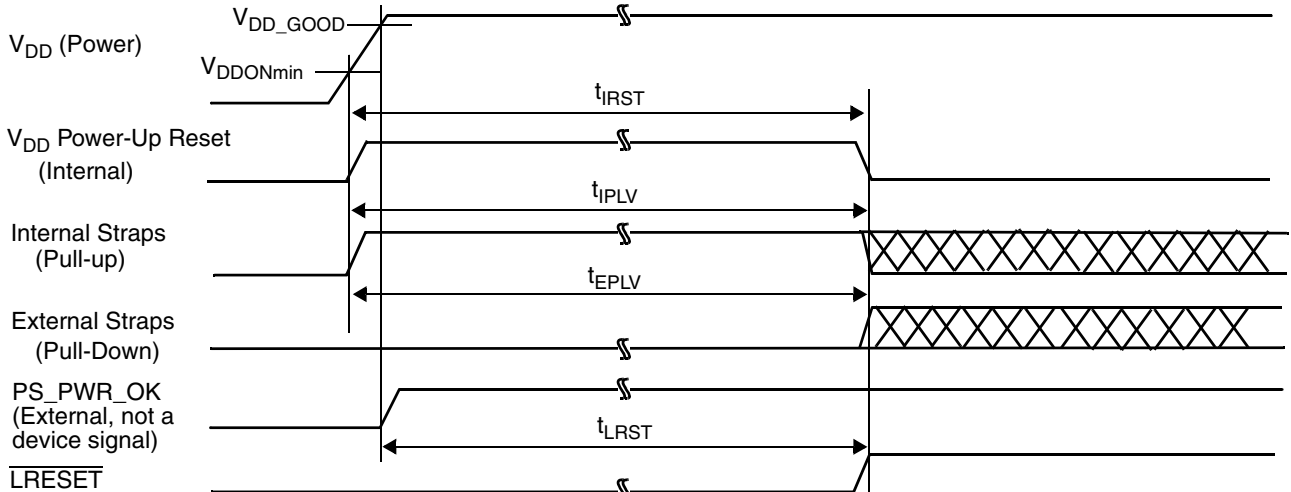 V_DD_GOOD
V_DD (Power)
V_DDONmin
t_IRST
V_DD Power-Up Reset
(Internal)
t_IPLV
Internal Straps
(Pull-up)
t_EPLV
External Straps
(Pull-Down)
PS_PWR_OK
(External, not a
device signal)
t_LRST
L̅R̅E̅S̅E̅T̅